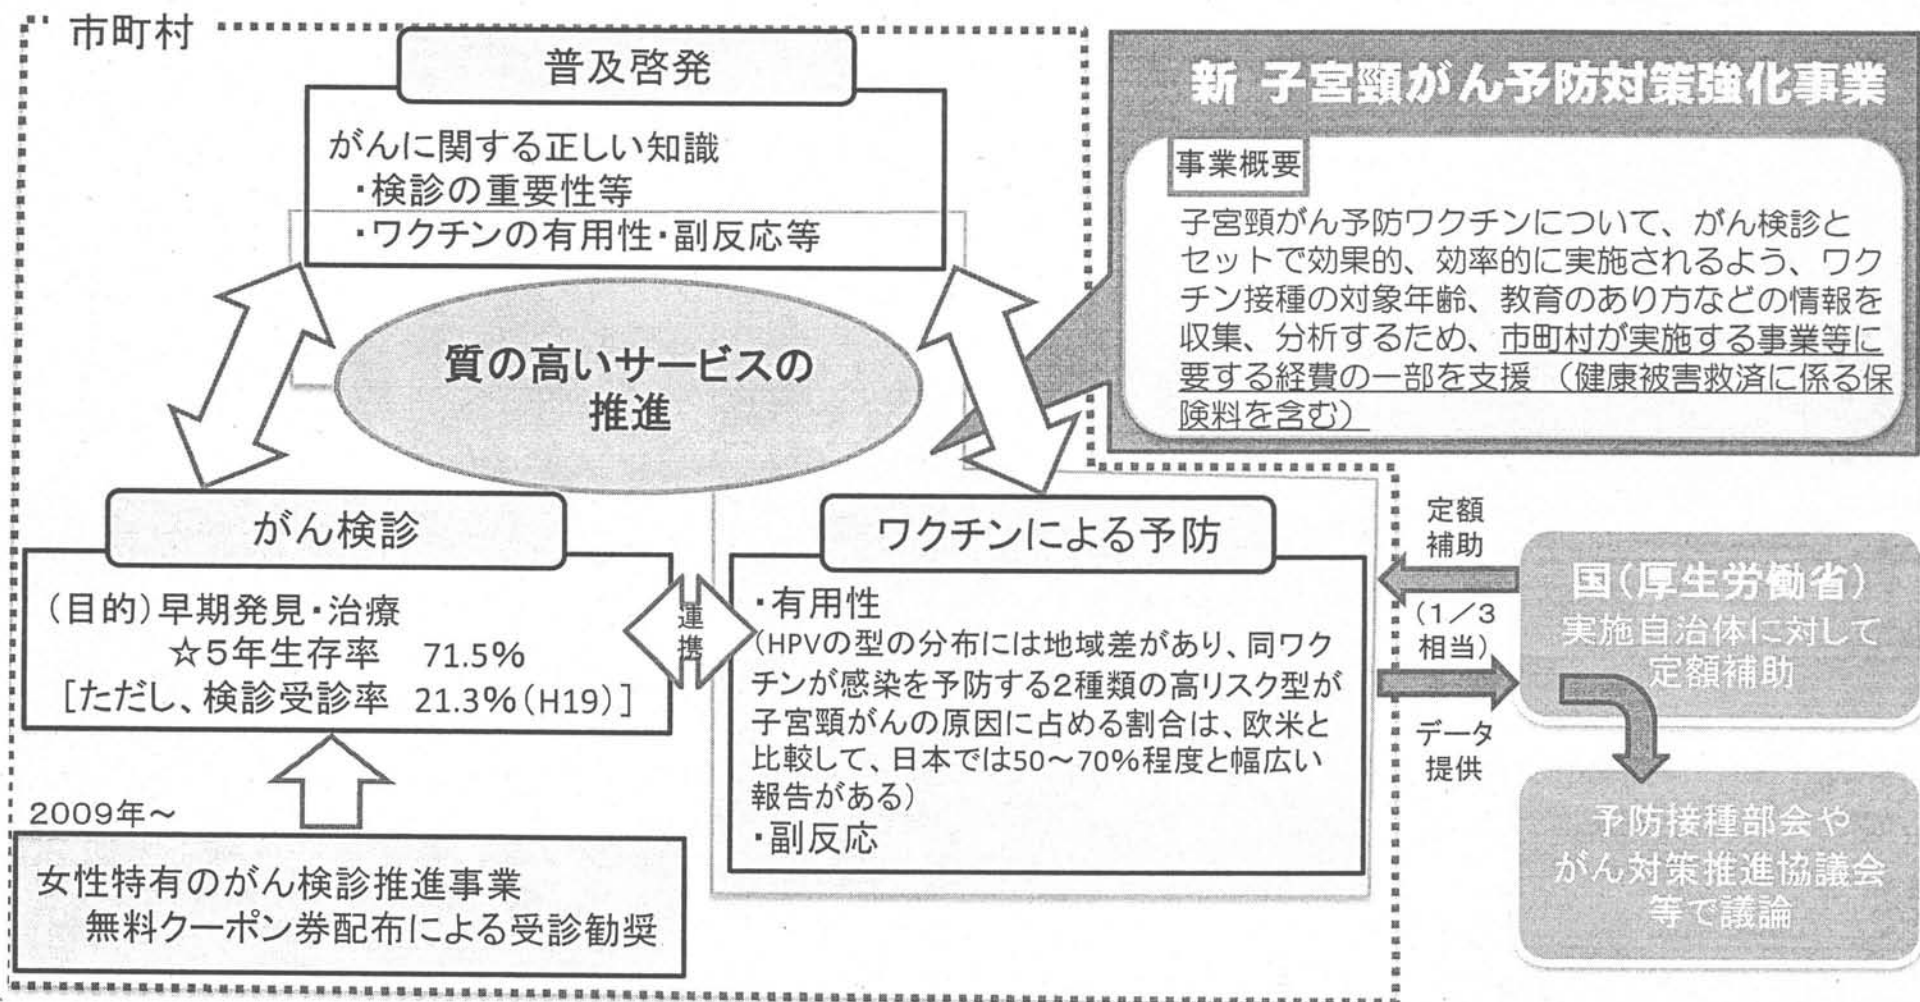 市町村
普及啓発
がんに関する正しい知識
・検診の重要性等
・ワクチンの有用性・副反応等
質の高いサービスの
推進
新 子宮頸がん予防対策強化事業
事業概要
子宮頸がん予防ワクチンについて、がん検診と
セットで効果的、効率的に実施されるよう、ワク
チン接種の対象年齢、教育のあり方などの情報を
収集、分析するため、市町村が実施する事業等に
要する経費の一部を支援 （健康被害救済に係る保
険料を含む）
がん検診
(目的)早期発見・治療
☆5年生存率 71.5%
[ただし、検診受診率 21.3%(H19)]
連
携
ワクチンによる予防
・有用性
(HPVの型の分布には地域差があり、同ワク
チンが感染を予防する2種類の高リスク型が
子宮頸がんの原因に占める割合は、欧米と
比較して、日本では50～70%程度と幅広い
報告がある)
・副反応
2009年～
女性特有のがん検診推進事業
無料クーポン券配布による受診勧奨
定額
補助
(1／3
相当)
データ
提供
国(厚生労働省)
実施自治体に対して
定額補助
予防接種部会や
がん対策推進協議会
等で議論